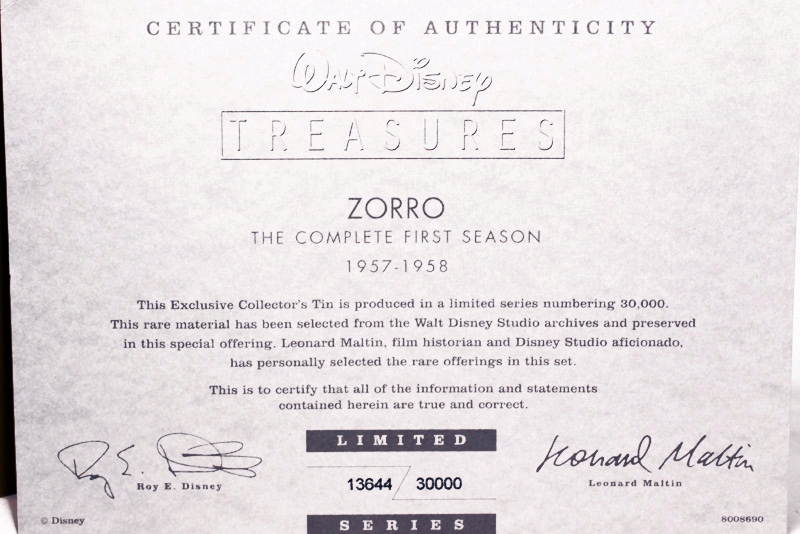 CERTIFICATE OF AUTHENTICITY
Walt Disney
TREASURES
ZORRO
THE COMPLETE FIRST SEASON
1957-1958
This Exclusive Collector's Tin is produced in a limited series numbering 30,000.
This rare material has been selected from the Walt Disney Studio archives and preserved
in this special offering. Leonard Maltin, film historian and Disney Studio aficionado,
has personally selected the rare offerings in this set.
This is to certify that all of the information and statements
contained herein are true and correct.
LIMITED
Roy E. Disney
Leonard Maltin
13644 / 30000
Roy E. Disney
Leonard Maltin
SERIES
© Disney
8008690